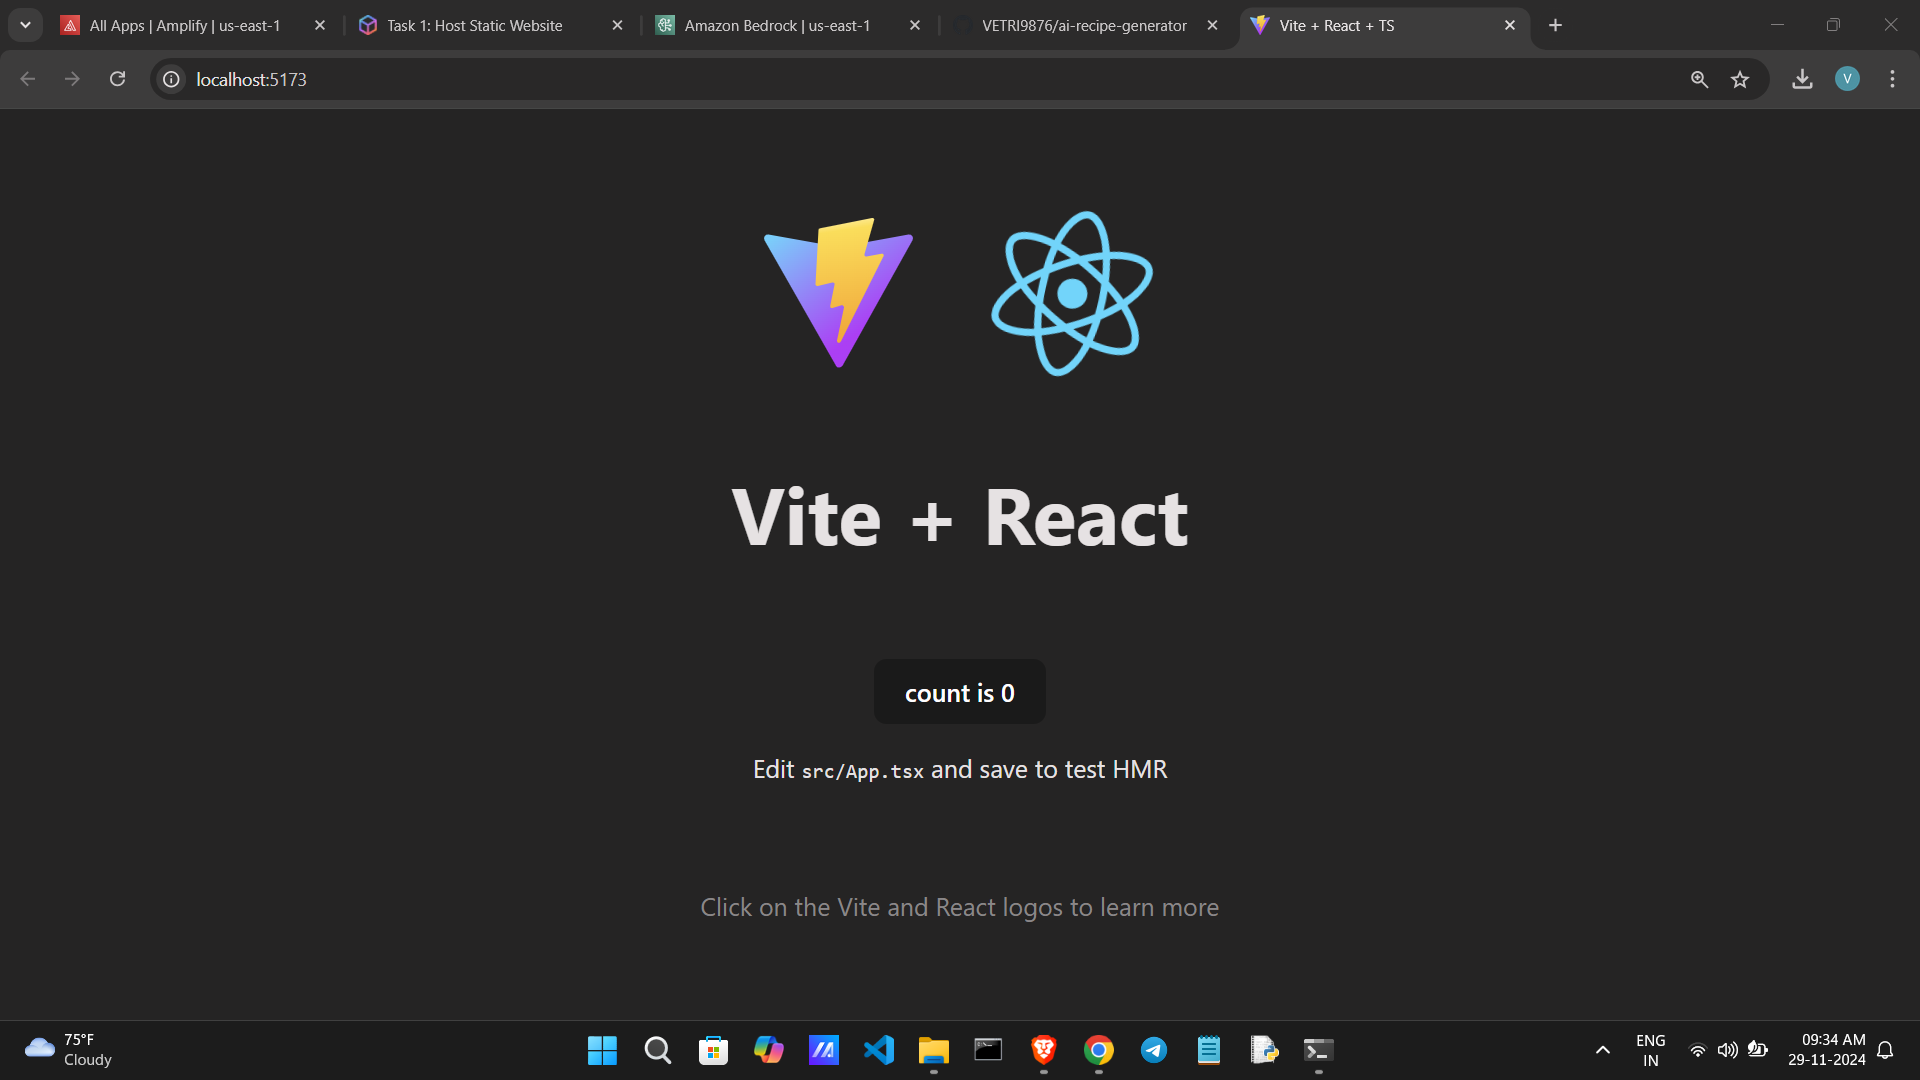 All Apps | Amplify | us-east-1
Task 1: Host Static Website
Amazon Bedrock | us-east-1
VETRI9876/ai-recipe-generator
Vite + React + TS
localhost:5173
V
Vite + React
count is 0
Edit src/App.tsx and save to test HMR
Click on the Vite and React logos to learn more
75°F
Cloudy
ENG
IN
09:34 AM
29-11-2024